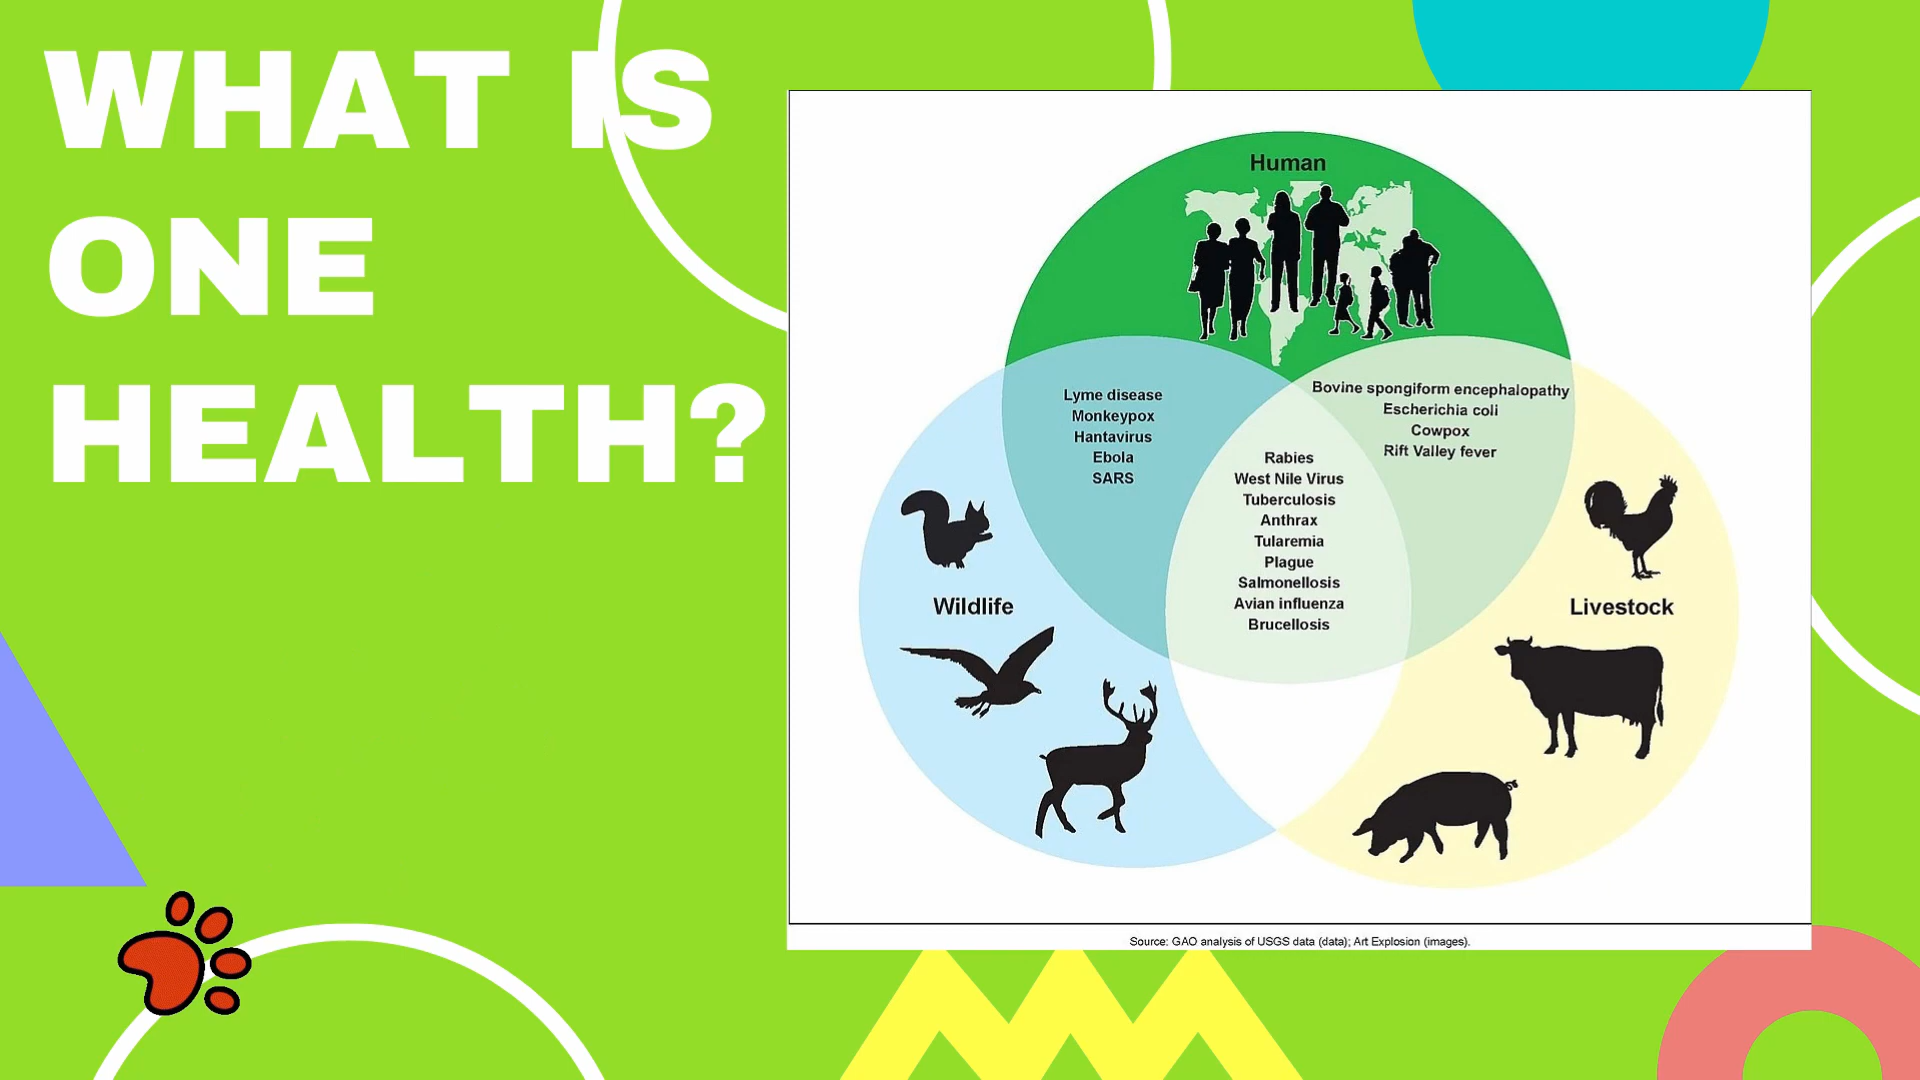 WHAT IS
ONE
HEALTH?
Human
Lyme disease
Monkeypox
Hantavirus
Ebola
SARS
Bovine spongiform encephalopathy
Escherichia coli
Cowpox
Rift Valley fever
Rabies
West Nile Virus
Tuberculosis
Anthrax
Tularemia
Plague
Salmonellosis
Avian influenza
Brucellosis
Wildlife
Livestock
Source: GAO analysis of USGS data (data); Art Explosion (images).